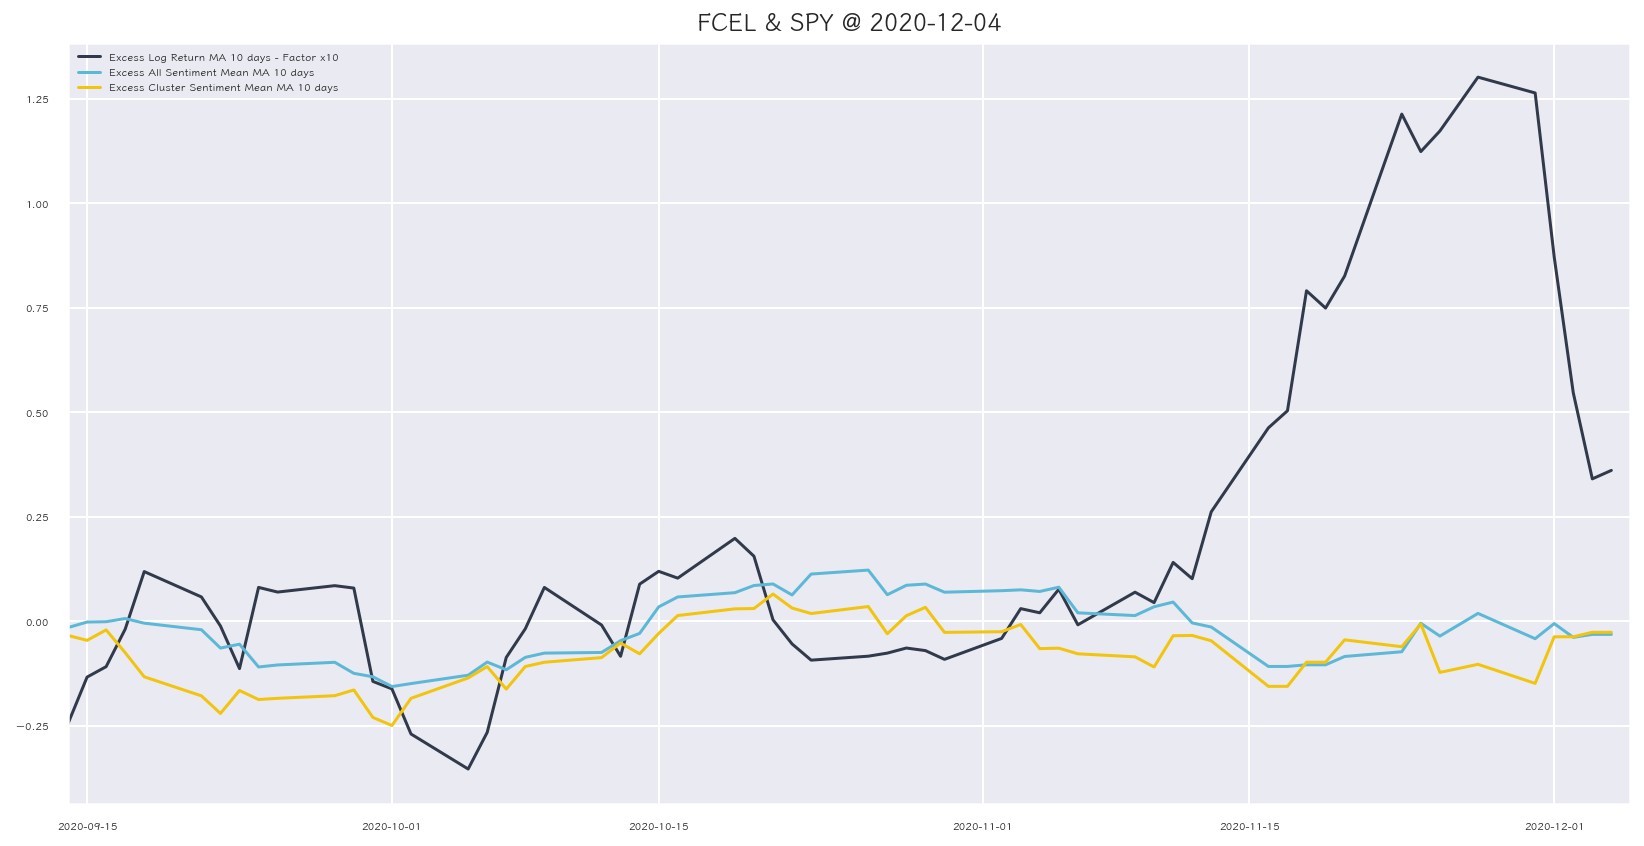 FCEL & SPY @ 2020-12-04
Excess Log Return MA 10 days - Factor x10
Excess All Sentiment Mean MA 10 days
Excess Cluster Sentiment Mean MA 10 days
1.25
1.00
0.75
0.50
0.25
0.00
−0.25
2020-09-15 2020-10-01 2020-10-15 2020-11-01 2020-11-15 2020-12-01